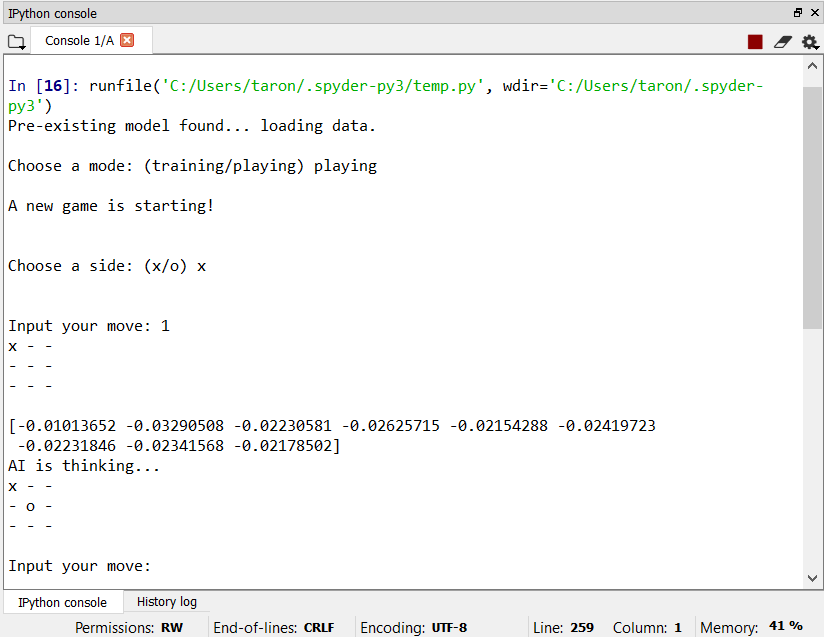 IPython console
Console 1/A
In [16]: runfile('C:/Users/taron/.spyder-py3/temp.py', wdir='C:/Users/taron/.spyder-
py3')
Pre-existing model found... loading data.
Choose a mode: (training/playing) playing
A new game is starting!
Choose a side: (x/o) x
Input your move: 1
x - -
- - -
- - -
[-0.01013652 -0.03290508 -0.02230581 -0.02625715 -0.02154288 -0.02419723
-0.02231846 -0.02341568 -0.02178502]
AI is thinking...
x - -
- o -
- - -
Input your move:
IPython console History log
Permissions: RW End-of-lines: CRLF Encoding: UTF-8 Line: 259 Column: 1 Memory: 41 %